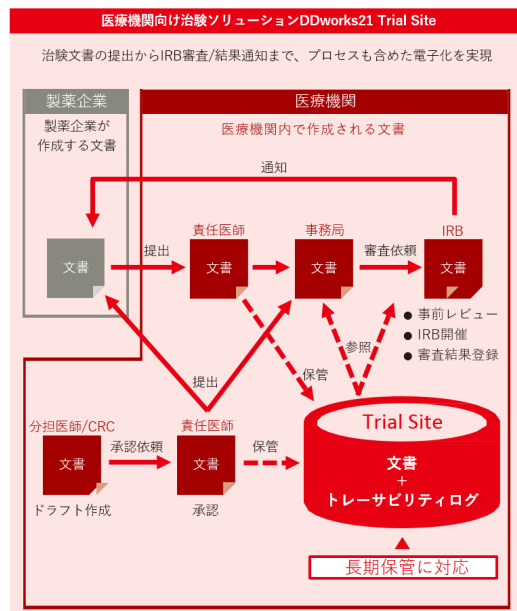 医療機関向け治験ソリューションDDworks21 Trial Site
治験文書の提出からIRB審査/結果通知まで、プロセスも含めた電子化を実現
製薬企業
医療機関
製薬企業が
作成する文書
医療機関内で作成される文書
通知
責任医師
事務局
IRB
文書
提出
文書
文書
審査依頼
文書
● 事前レビュー
● IRB開催
● 審査結果登録
参照
保管
提出
分担医師/CRC
責任医師
文書
承認依頼
文書
保管
ドラフト作成
承認
Trial Site
文書
+
トレーサビリティログ
長期保管に対応